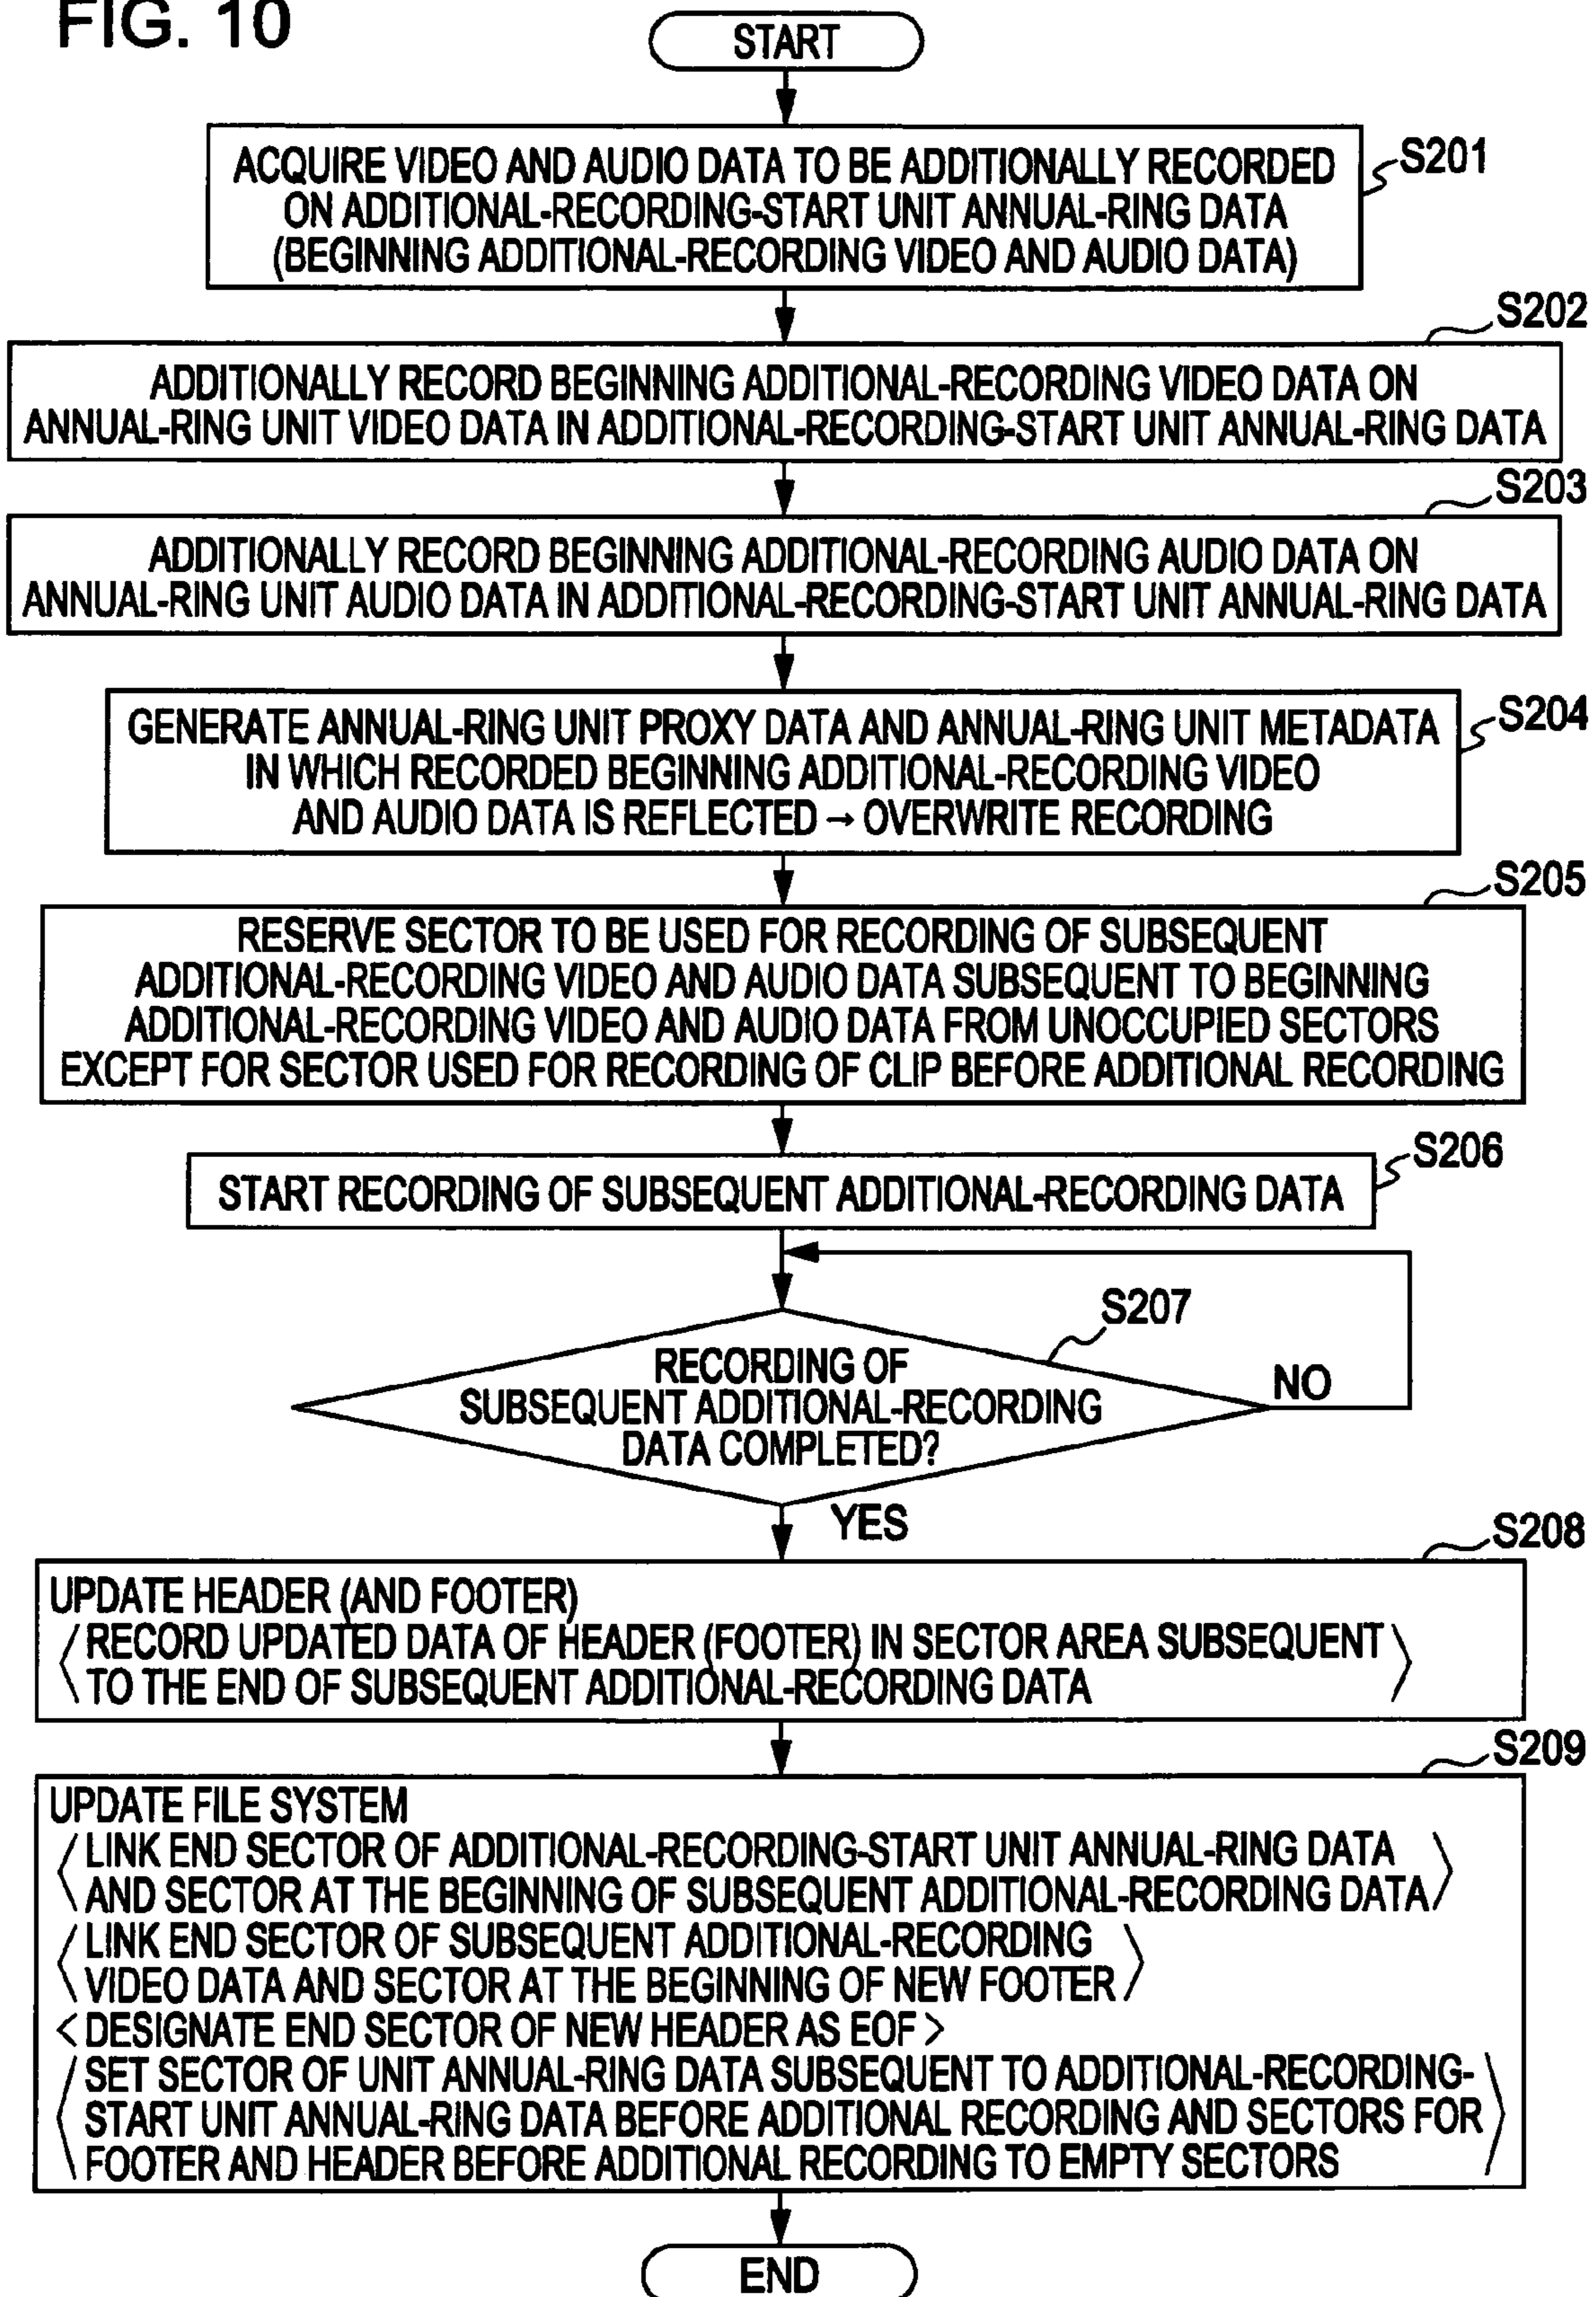 FIG. 10
START
ACQUIRE VIDEO AND AUDIO DATA TO BE ADDITIONALLY RECORDED
ON ADDITIONAL-RECORDING-START UNIT ANNUAL-RING DATA
(BEGINNING ADDITIONAL-RECORDING VIDEO AND AUDIO DATA)
S201
S202
ADDITIONALLY RECORD BEGINNING ADDITIONAL-RECORDING VIDEO DATA ON
ANNUAL-RING UNIT VIDEO DATA IN ADDITIONAL-RECORDING-START UNIT ANNUAL-RING DATA
S203
ADDITIONALLY RECORD BEGINNING ADDITIONAL-RECORDING AUDIO DATA ON
ANNUAL-RING UNIT AUDIO DATA IN ADDITIONAL-RECORDING-START UNIT ANNUAL-RING DATA
S204
GENERATE ANNUAL-RING UNIT PROXY DATA AND ANNUAL-RING UNIT METADATA
IN WHICH RECORDED BEGINNING ADDITIONAL-RECORDING VIDEO
AND AUDIO DATA IS REFLECTED → OVERWRITE RECORDING
S205
RESERVE SECTOR TO BE USED FOR RECORDING OF SUBSEQUENT
ADDITIONAL-RECORDING VIDEO AND AUDIO DATA SUBSEQUENT TO BEGINNING
ADDITIONAL-RECORDING VIDEO AND AUDIO DATA FROM UNOCCUPIED SECTORS
EXCEPT FOR SECTOR USED FOR RECORDING OF CLIP BEFORE ADDITIONAL RECORDING
S206
START RECORDING OF SUBSEQUENT ADDITIONAL-RECORDING DATA
S207
RECORDING OF
SUBSEQUENT ADDITIONAL-RECORDING
DATA COMPLETED?
NO
YES
S208
UPDATE HEADER (AND FOOTER)
<RECORD UPDATED DATA OF HEADER (FOOTER) IN SECTOR AREA SUBSEQUENT
TO THE END OF SUBSEQUENT ADDITIONAL-RECORDING DATA>
S209
UPDATE FILE SYSTEM
<LINK END SECTOR OF ADDITIONAL-RECORDING-START UNIT ANNUAL-RING DATA
AND SECTOR AT THE BEGINNING OF SUBSEQUENT ADDITIONAL-RECORDING DATA>
<LINK END SECTOR OF SUBSEQUENT ADDITIONAL-RECORDING
VIDEO DATA AND SECTOR AT THE BEGINNING OF NEW FOOTER>
<DESIGNATE END SECTOR OF NEW HEADER AS EOF>
<SET SECTOR OF UNIT ANNUAL-RING DATA SUBSEQUENT TO ADDITIONAL-RECORDING-
START UNIT ANNUAL-RING DATA BEFORE ADDITIONAL RECORDING AND SECTORS FOR
FOOTER AND HEADER BEFORE ADDITIONAL RECORDING TO EMPTY SECTORS>
END